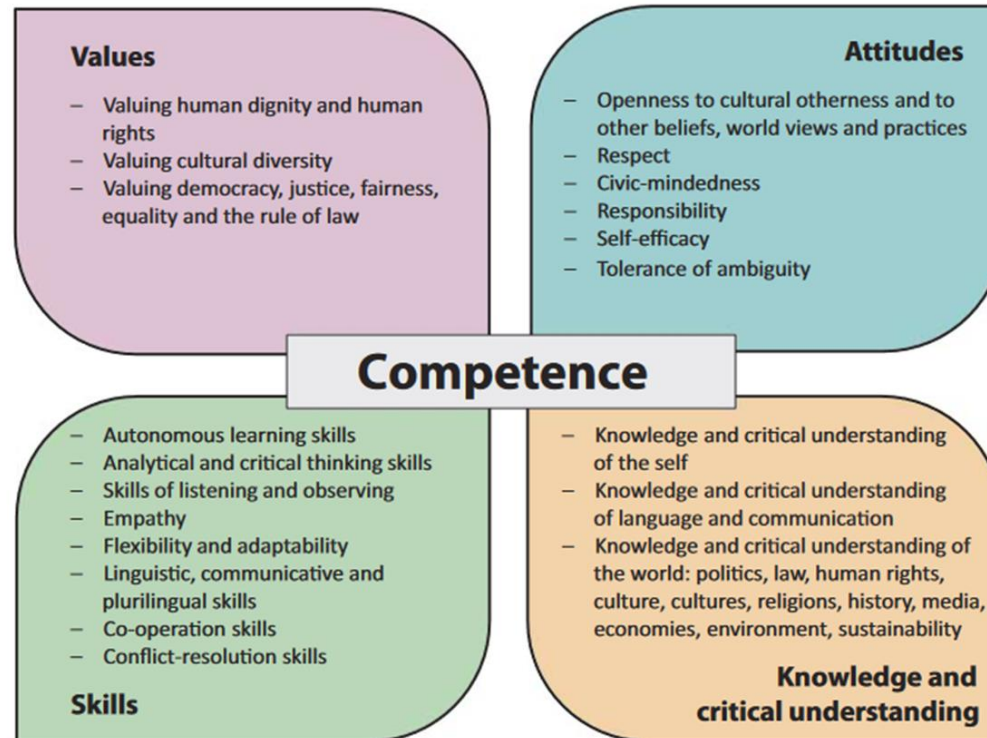 Values
– Valuing human dignity and human
rights
– Valuing cultural diversity
– Valuing democracy, justice, fairness,
equality and the rule of law
Attitudes
– Openness to cultural otherness and to
other beliefs, world views and practices
– Respect
– Civic-mindedness
– Responsibility
– Self-efficacy
– Tolerance of ambiguity
Competence
– Autonomous learning skills
– Analytical and critical thinking skills
– Skills of listening and observing
– Empathy
– Flexibility and adaptability
– Linguistic, communicative and
plurilingual skills
– Co-operation skills
– Conflict-resolution skills
Skills
– Knowledge and critical understanding
of the self
– Knowledge and critical understanding
of language and communication
– Knowledge and critical understanding of
the world: politics, law, human rights,
culture, cultures, religions, history, media,
economies, environment, sustainability
Knowledge and
critical understanding